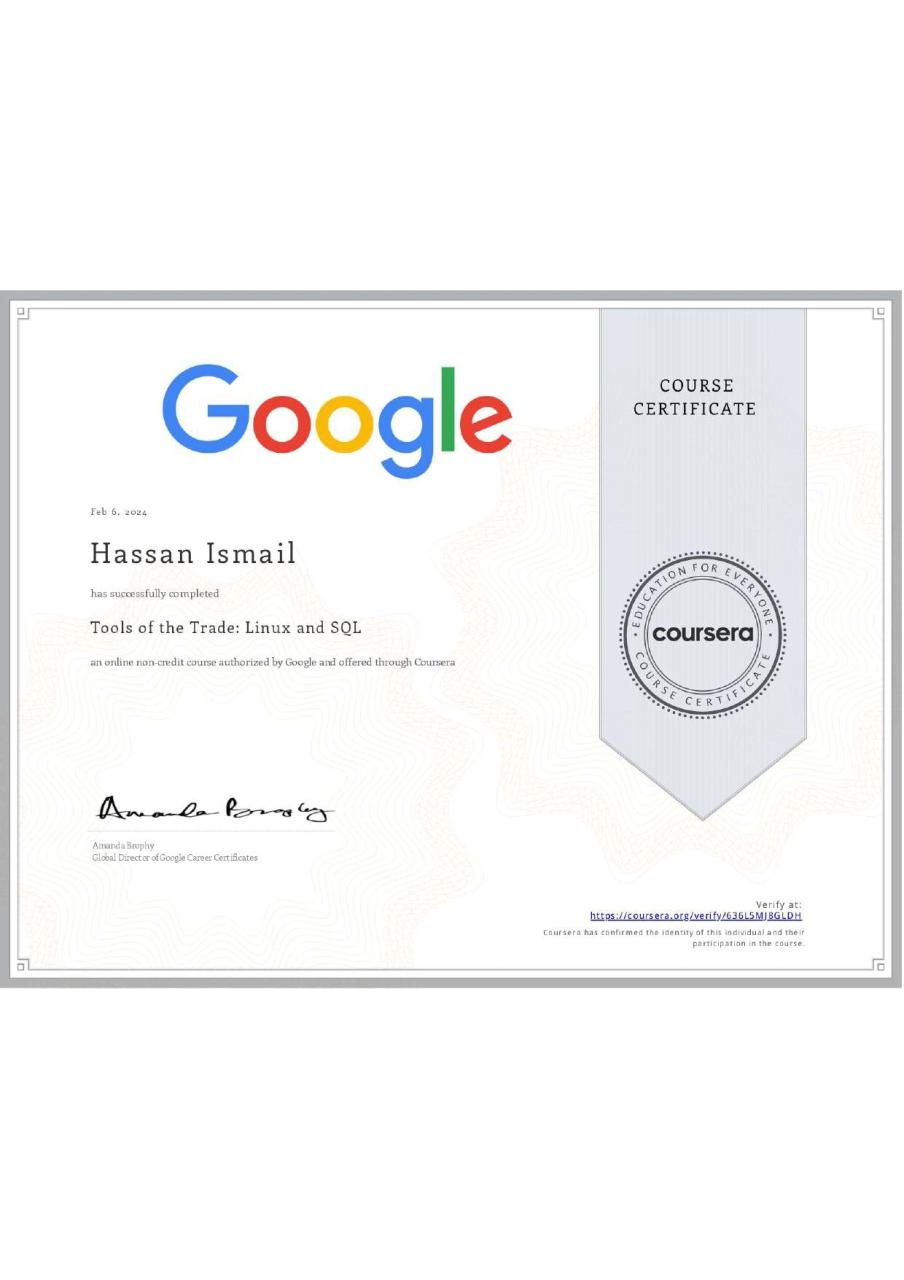 Google
COURSE
CERTIFICATE
Feb 6, 2024
Hassan Ismail
has successfully completed
Tools of the Trade: Linux and SQL
an online non-credit course authorized by Google and offered through Coursera
EDUCATION FOR EVERYONE
coursera
COURSE CERTIFICATE
Amanda Brophy
Amanda Brophy
Global Director of Google Career Certificates
Verify at:
https://coursera.org/verify/636L5MJ8GLDH
Coursera has confirmed the identity of this individual and their
participation in the course.